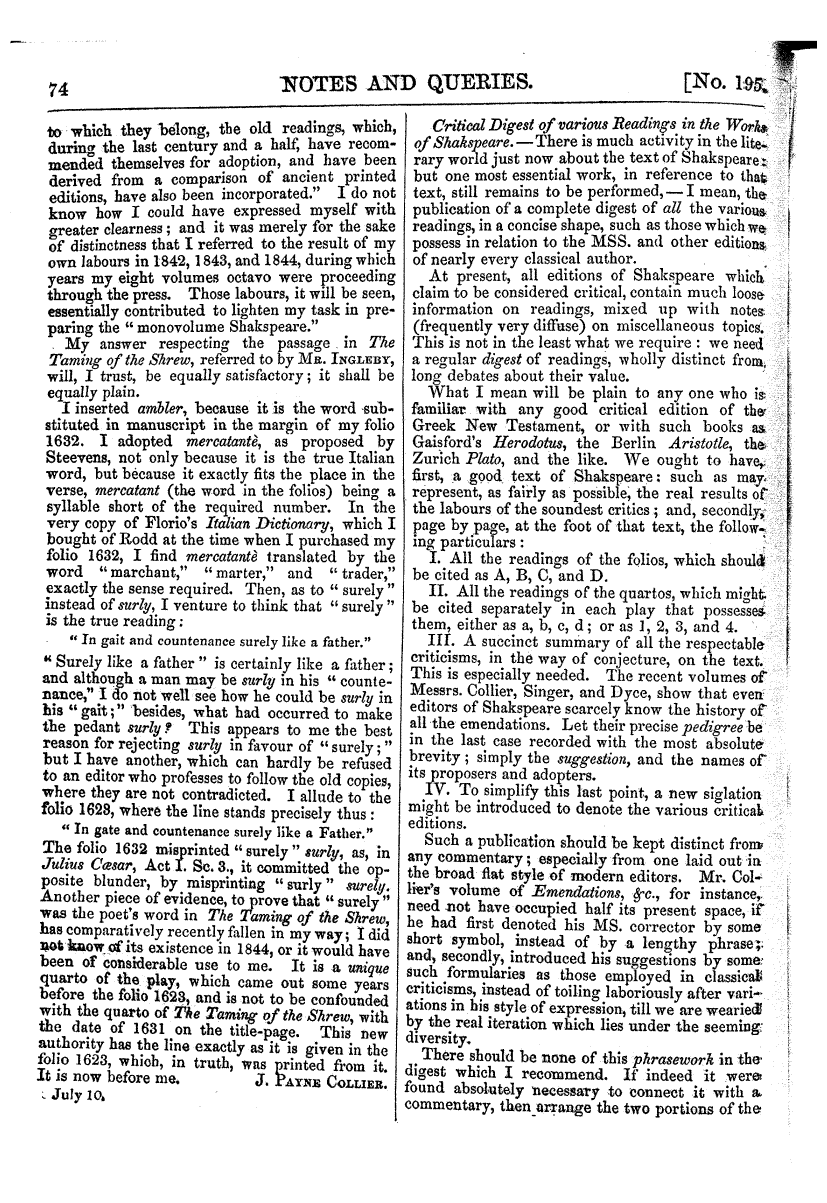 74
NOTES AND QUERIES.
[No. 195.
to which they belong, the old readings, which,
during the last century and a half, have recom-
mended themselves for adoption, and have been
derived from a comparison of ancient printed
editions, have also been incorporated." I do not
know how I could have expressed myself with
greater clearness; and it was merely for the sake
of distinctness that I referred to the result of my
own labours in 1842, 1843, and 1844, during which
years my eight volumes octavo were proceeding
through the press. Those labours, it will be seen,
essentially contributed to lighten my task in pre-
paring the "monovolume Shakspeare."
My answer respecting the passage in The
Taming of the Shrew, referred to by MR. INGLEBY,
will, I trust, be equally satisfactory; it shall be
equally plain.
I inserted ambler, because it is the word sub-
stituted in manuscript in the margin of my folio
1632. I adopted mercatantè, as proposed by
Steevens, not only because it is the true Italian
word, but because it exactly fits the place in the
verse, mercatant (the word in the folios) being a
syllable short of the required number. In the
very copy of Florio's Italian Dictionary, which I
bought of Rodd at the time when I purchased my
folio 1632, I find mercatantè translated by the
word "marchant," "marter," and "trader,"
exactly the sense required. Then, as to "surely"
instead of surly, I venture to think that "surely"
is the true reading:
"In gait and countenance surely like a father."
"Surely like a father" is certainly like a father;
and although a man may be surly in his "counte-
nance," I do not well see how he could be surly in
his "gait;" besides, what had occurred to make
the pedant surly? This appears to me the best
reason for rejecting surly in favour of "surely;"
but I have another, which can hardly be refused
to an editor who professes to follow the old copies,
where they are not contradicted. I allude to the
folio 1623, where the line stands precisely thus:
"In gate and countenance surely like a Father."
The folio 1632 misprinted "surely" surly, as, in
Julius Cæsar, Act I. Sc. 3., it committed the op-
posite blunder, by misprinting "surly" surely.
Another piece of evidence, to prove that "surely"
was the poet's word in The Taming of the Shrew,
has comparatively recently fallen in my way; I did
not know of its existence in 1844, or it would have
been of considerable use to me. It is a unique
quarto of the play, which came out some years
before the folio 1623, and is not to be confounded
with the quarto of The Taming of the Shrew, with
the date of 1631 on the title-page. This new
authority has the line exactly as it is given in the
folio 1623, which, in truth, was printed from it.
It is now before me. J. PAYNE COLLIER.
July 10.
Critical Digest of various Readings in the Works
of Shakspeare.—There is much activity in the lite-
rary world just now about the text of Shakspeare:
but one most essential work, in reference to that
text, still remains to be performed,—I mean, the
publication of a complete digest of all the various
readings, in a concise shape, such as those which we
possess in relation to the MSS. and other editions
of nearly every classical author.
At present, all editions of Shakspeare which
claim to be considered critical, contain much loose
information on readings, mixed up with notes
(frequently very diffuse) on miscellaneous topics.
This is not in the least what we require: we need
a regular digest of readings, wholly distinct from
long debates about their value.
What I mean will be plain to any one who is
familiar with any good critical edition of the
Greek New Testament, or with such books as
Gaisford's Herodotus, the Berlin Aristotle, the
Zurich Plato, and the like. We ought to have,
first, a good text of Shakspeare: such as may
represent, as fairly as possible, the real results of
the labours of the soundest critics; and, secondly,
page by page, at the foot of that text, the follow-
ing particulars:
I. All the readings of the folios, which should
be cited as A, B, C, and D.
II. All the readings of the quartos, which might
be cited separately in each play that possesses
them, either as a, b, c, d; or as 1, 2, 3, and 4.
III. A succinct summary of all the respectable
criticisms, in the way of conjecture, on the text.
This is especially needed. The recent volumes of
Messrs. Collier, Singer, and Dyce, show that even
editors of Shakspeare scarcely know the history of
all the emendations. Let their precise pedigree be
in the last case recorded with the most absolute
brevity; simply the suggestion, and the names of
its proposers and adopters.
IV. To simplify this last point, a new siglation
might be introduced to denote the various critical
editions.
Such a publication should be kept distinct from
any commentary; especially from one laid out in
the broad flat style of modern editors. Mr. Col-
lier's volume of Emendations, &c., for instance,
need not have occupied half its present space, if
he had first denoted his MS. corrector by some
short symbol, instead of by a lengthy phrase;
and, secondly, introduced his suggestions by some
such formularies as those employed in classical
criticisms, instead of toiling laboriously after vari-
ations in his style of expression, till we are wearied
by the real iteration which lies under the seeming
diversity.
There should be none of this phrasework in the
digest which I recommend. If indeed it were
found absolutely necessary to connect it with a
commentary, then arrange the two portions of the